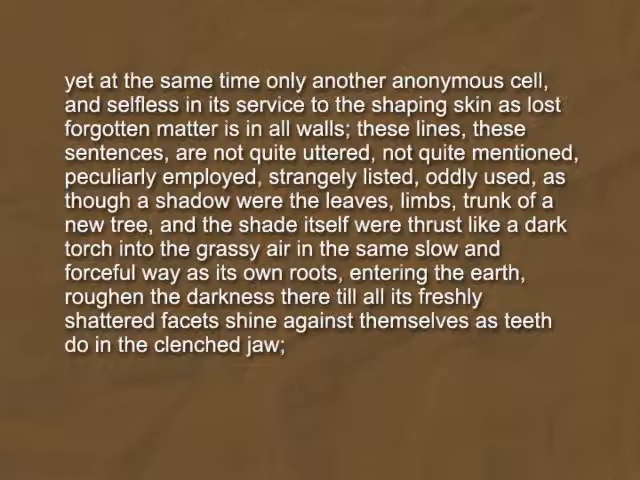 yet at the same time only another anonymous cell,
and selfless in its service to the shaping skin as lost
forgotten matter is in all walls; these lines, these
sentences, are not quite uttered, not quite mentioned,
peculiarly employed, strangely listed, oddly used, as
though a shadow were the leaves, limbs, trunk of a
new tree, and the shade itself were thrust like a dark
torch into the grassy air in the same slow and
forceful way as its own roots, entering the earth,
roughen the darkness there till all its freshly
shattered facets shine against themselves as teeth
do in the clenched jaw;